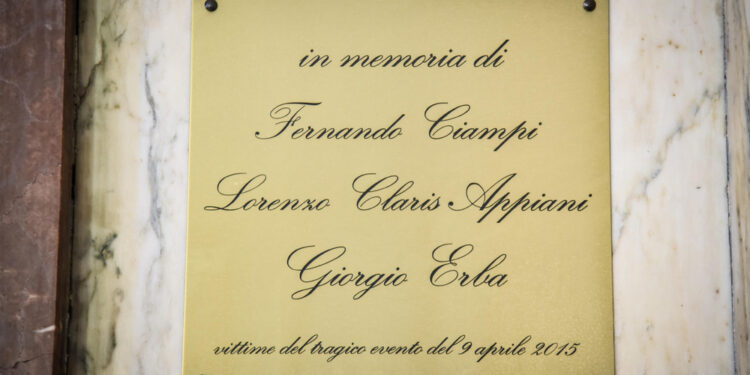 in memoria di
Fernando Ciampi
Lorenzo Claris Appiani
Giorgio Erba
vittime del tragico evento del 9 aprile 2015